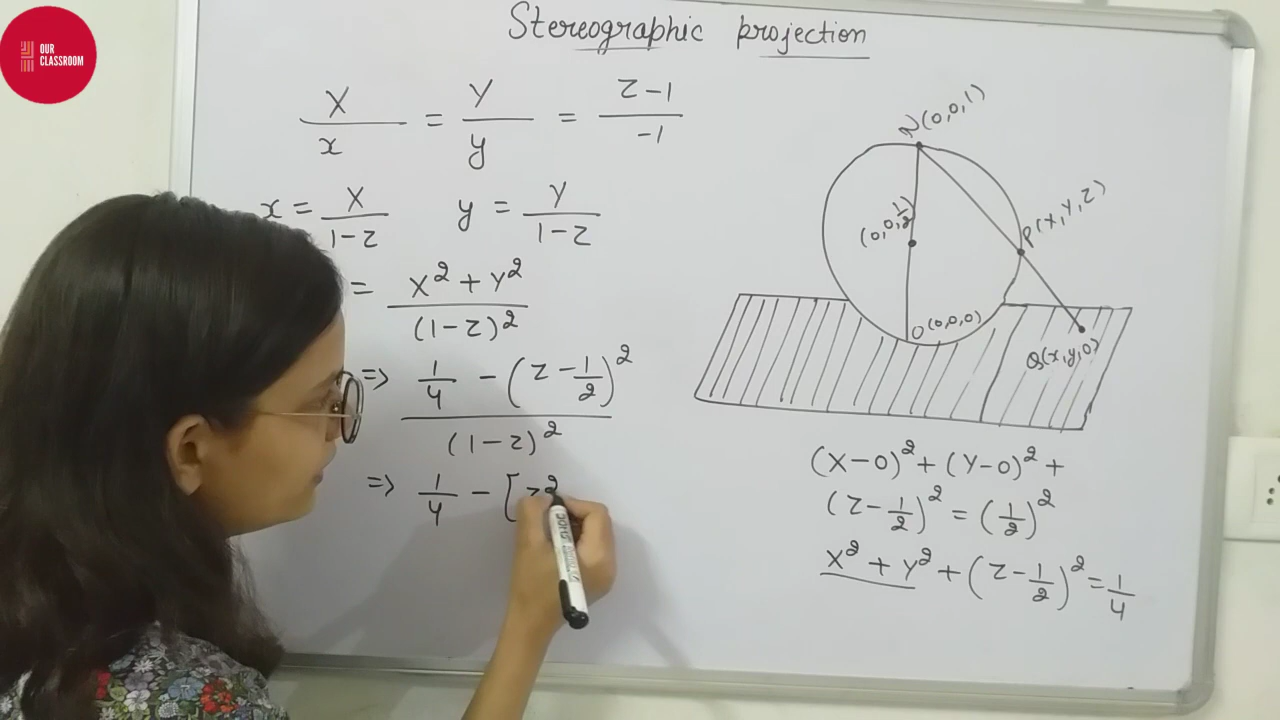 OUR
CLASSROOM
Stereographic projection
X/x = Y/y = Z-1/-1
x = X/1-Z y = Y/1-Z
= X² + Y²/(1-Z)²
=> 1/4 - (Z - 1/2)²/(1-Z)²
=> 1/4 - [Z²
N(0,0,1)
(0,0,1/2)
P(X,Y,Z)
O(0,0,0)
Q(x,y,0)
(X-0)² + (Y-0)² +
(Z - 1/2)² = (1/2)²
X² + Y² + (Z - 1/2)² = 1/4